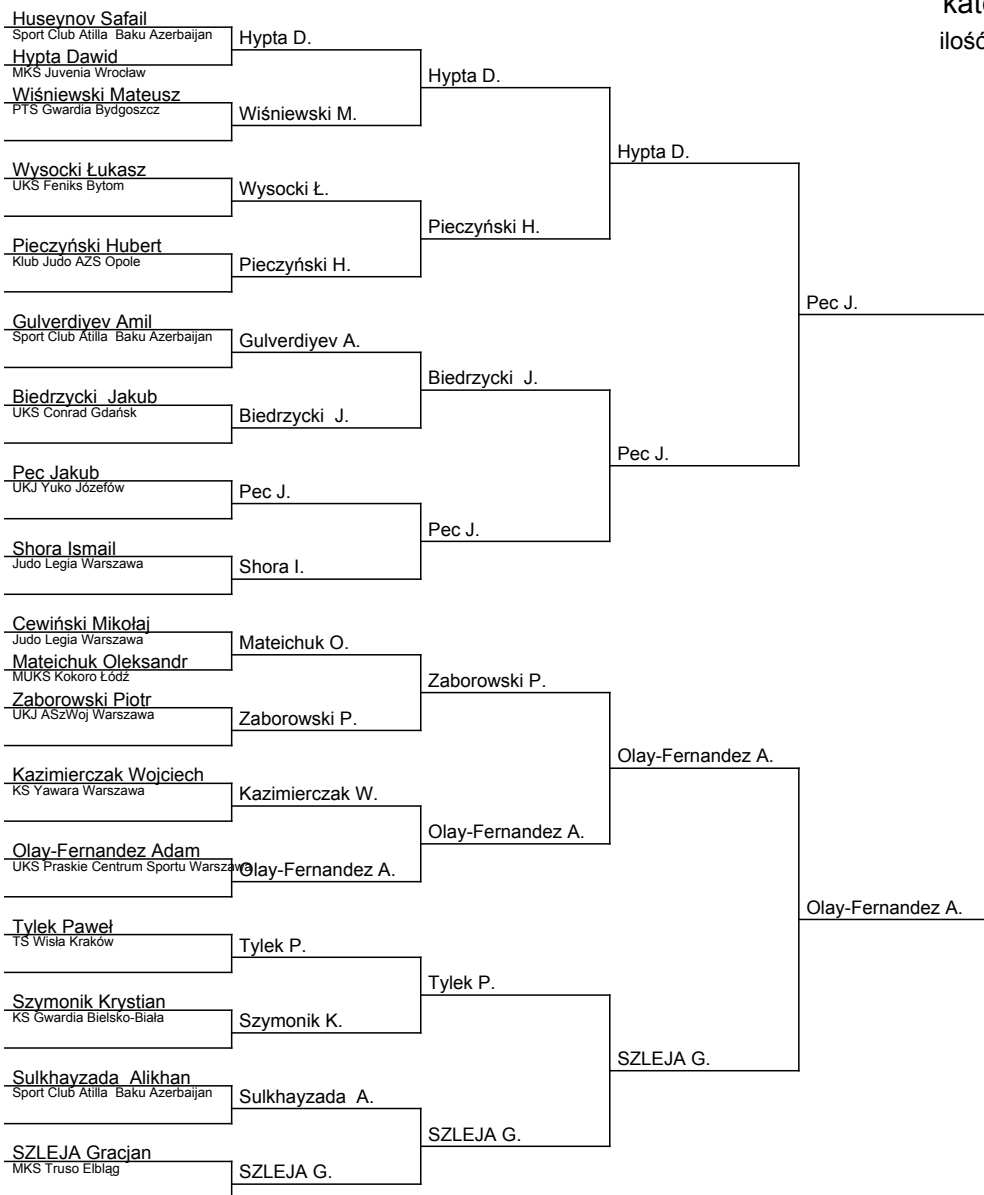 kate
ilość
Huseynov Safail
Sport Club Atilla  Baku Azerbaijan
Hypta D.
Hypta Dawid
MKS Juvenia Wrocław
Hypta D.
Wiśniewski Mateusz
PTS Gwardia Bydgoszcz
Wiśniewski M.
Hypta D.
Wysocki Łukasz
UKS Feniks Bytom
Wysocki Ł.
Pieczyński H.
Pieczyński Hubert
Klub Judo AZS Opole
Pieczyński H.
Pec J.
Gulverdiyev Amil
Sport Club Atilla  Baku Azerbaijan
Gulverdiyev A.
Biedrzycki  J.
Biedrzycki  Jakub
UKS Conrad Gdańsk
Biedrzycki  J.
Pec J.
Pec Jakub
UKJ Yuko Józefów
Pec J.
Pec J.
Shora Ismail
Judo Legia Warszawa
Shora I.
Cewiński Mikołaj
Judo Legia Warszawa
Mateichuk O.
Mateichuk Oleksandr
MUKS Kokoro Łódź
Zaborowski P.
Zaborowski Piotr
UKJ ASzWoj Warszawa
Zaborowski P.
Olay-Fernandez A.
Kazimierczak Wojciech
KS Yawara Warszawa
Kazimierczak W.
Olay-Fernandez A.
Olay-Fernandez Adam
UKS Praskie Centrum Sportu Warszawa
Olay-Fernandez A.
Olay-Fernandez A.
Tylek Paweł
TS Wisła Kraków
Tylek P.
Tylek P.
Szymonik Krystian
KS Gwardia Bielsko-Biała
Szymonik K.
SZLEJA G.
Sulkhayzada  Alikhan
Sport Club Atilla  Baku Azerbaijan
Sulkhayzada  A.
SZLEJA G.
SZLEJA Gracjan
MKS Truso Elbląg
SZLEJA G.